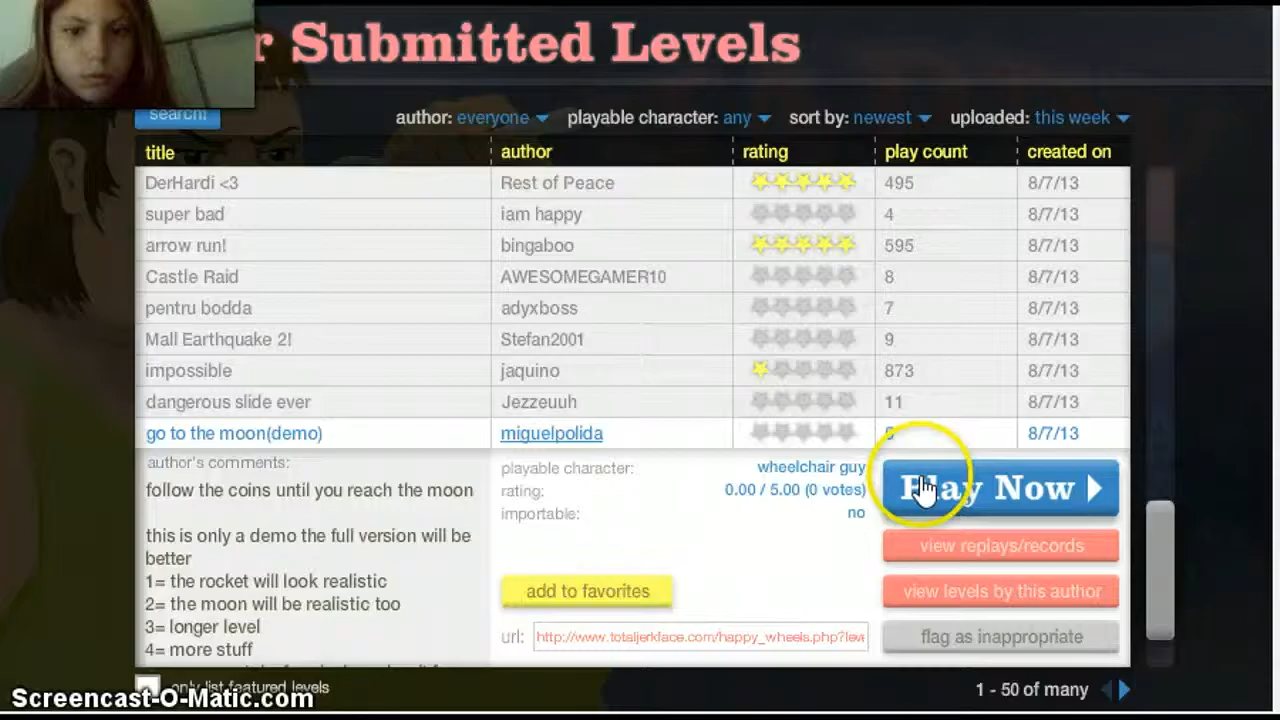 r Submitted Levels
search!
author: everyone playable character: any sort by: newest uploaded: this week
title author rating play count created on
DerHardi <3 Rest of Peace 495 8/7/13
super bad iam happy 4 8/7/13
arrow run! bingaboo 595 8/7/13
Castle Raid AWESOMEGAMER10 8 8/7/13
pentru bodda adyxboss 7 8/7/13
Mall Earthquake 2! Stefan2001 9 8/7/13
impossible jaquino 873 8/7/13
dangerous slide ever Jezzeuuh 11 8/7/13
go to the moon(demo) miguelpolida 8/7/13
author's comments:
follow the coins until you reach the moon
this is only a demo the full version will be
better
1= the rocket will look realistic
2= the moon will be realistic too
3= longer level
4= more stuff
playable character: wheelchair guy
rating: 0.00 / 5.00 (0 votes)
importable: no
add to favorites
url: http://www.totaljerkface.com/happy_wheels.php?leve
Play Now
view replays/records
view levels by this author
flag as inappropriate
only list featured levels
1 - 50 of many
Screencast-O-Matic.com